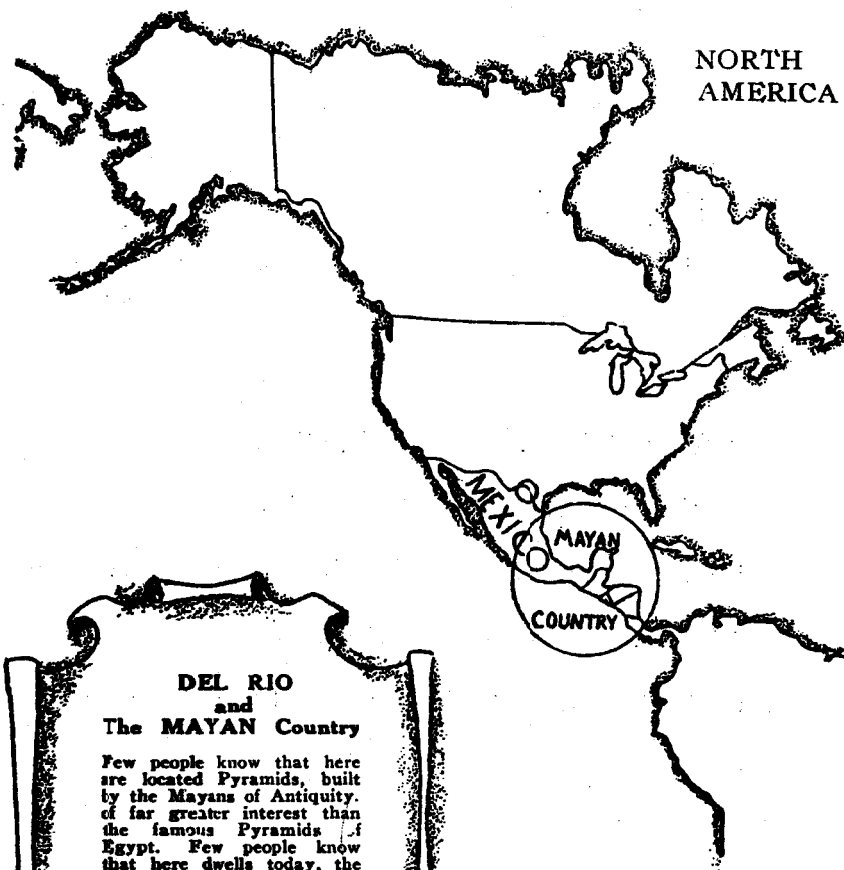 NORTH
AMERICA
MEXICO
MAYAN
COUNTRY
DEL RIO
and
The MAYAN Country
Few people know that here
are located Pyramids, built
by the Mayans of Antiquity.
of far greater interest than
the famous Pyramids of
Egypt. Few people know
that here dwells today, the